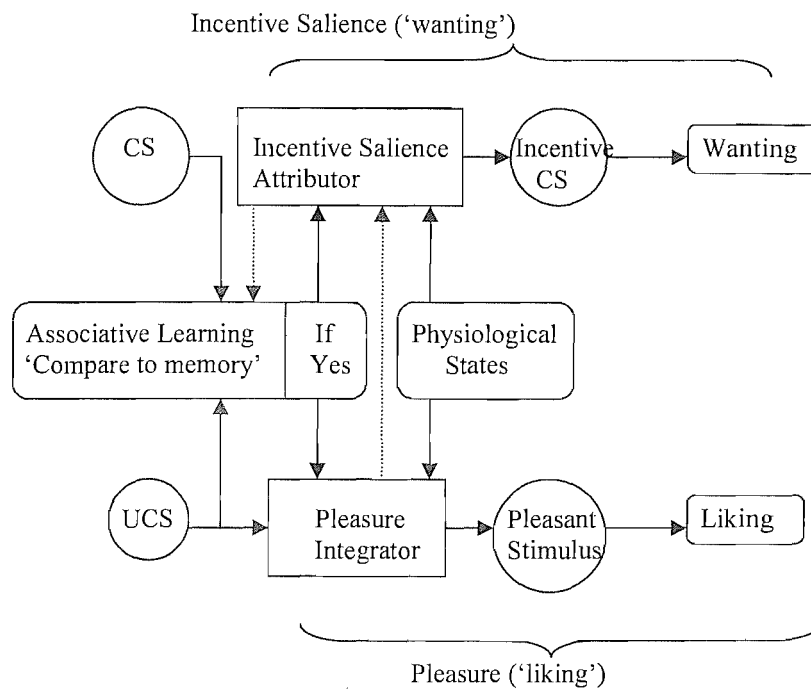 Incentive Salience (‘wanting’)
CS
Incentive Salience
Attributor
Incentive
CS
Wanting
Associative Learning
‘Compare to memory’
If
Yes
Physiological
States
UCS
Pleasure
Integrator
Pleasant
Stimulus
Liking
Pleasure (‘liking’)